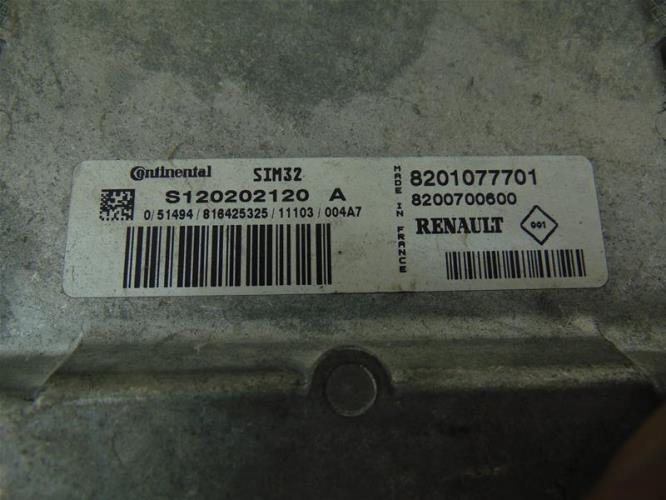 Continental SIM32
S120202120 A
0/51494/816425325/11103/004A7
MADE IN FRANCE
8201077701
8200700600
RENAULT 001